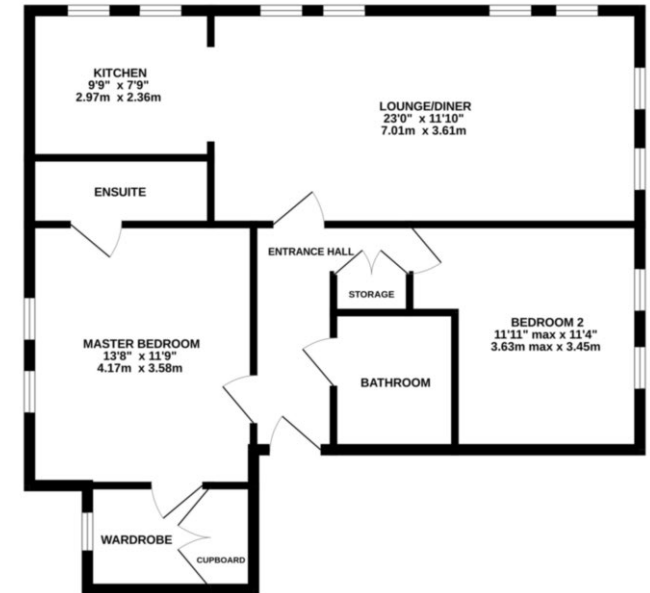 KITCHEN
9'9" x 7'9"
2.97m x 2.36m
LOUNGE/DINER
23'0" x 11'10"
7.01m x 3.61m
ENSUITE
ENTRANCE HALL
STORAGE
MASTER BEDROOM
13'8" x 11'9"
4.17m x 3.58m
BEDROOM 2
11'11" max x 11'4"
3.63m max x 3.45m
BATHROOM
WARDROBE
CUPBOARD